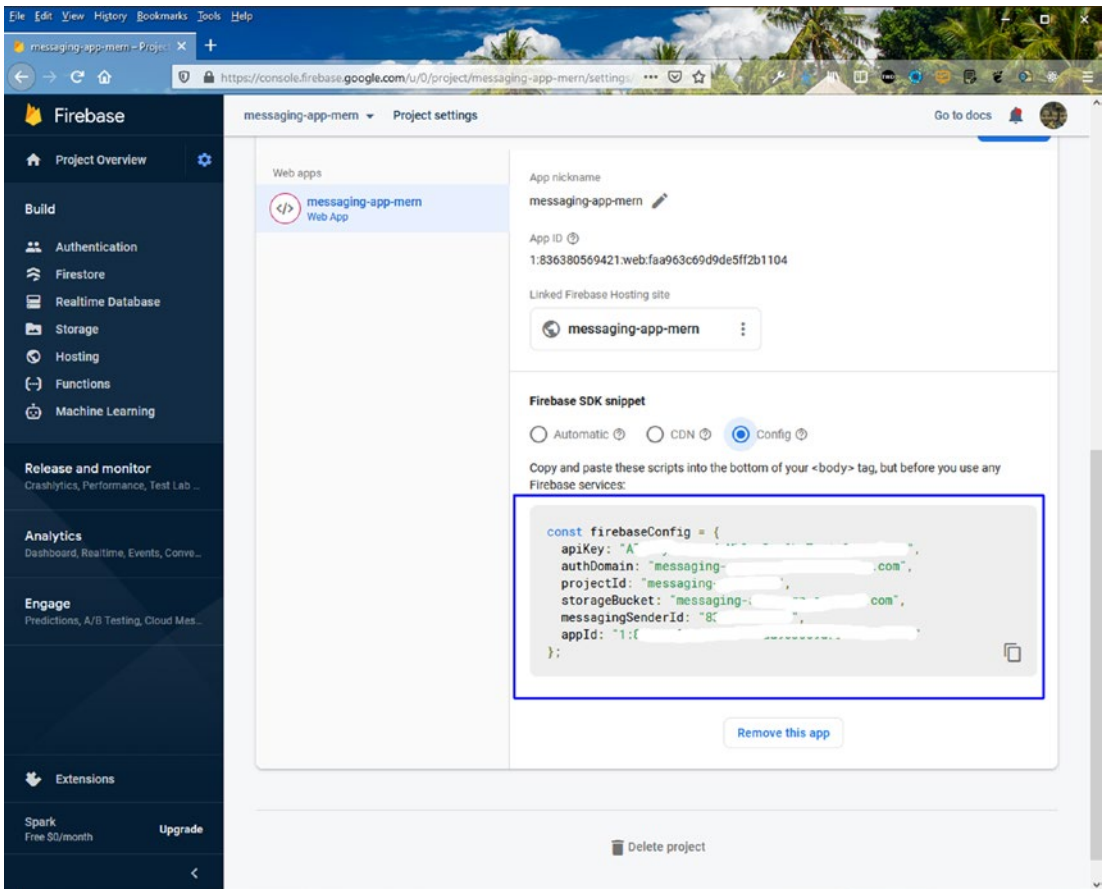 File Edit View History Bookmarks Tools Help
messaging-app-mern – Projec
https://console.firebase.google.com/u/0/project/messaging-app-mern/settings/
Firebase
messaging-app-mern
Project settings
Go to docs
Project Overview
Build
Authentication
Firestore
Realtime Database
Storage
Hosting
Functions
Machine Learning
Release and monitor
Crashlytics, Performance, Test Lab ...
Analytics
Dashboard, Realtime, Events, Conve...
Engage
Predictions, A/B Testing, Cloud Mes...
Extensions
Spark
Free $0/month
Upgrade
Web apps
messaging-app-mern
Web App
App nickname
messaging-app-mern
App ID
1:836380569421:web:faa963c69d9de5ff2b1104
Linked Firebase Hosting site
messaging-app-mern
Firebase SDK snippet
Automatic CDN Config
Copy and paste these scripts into the bottom of your <body> tag, but before you use any
Firebase services:
const firebaseConfig = {
apiKey: "A ",
authDomain: "messaging- .com",
projectId: "messaging- ",
storageBucket: "messaging- com",
messagingSenderId: "8 ",
appId: "1: "
};
Remove this app
Delete project